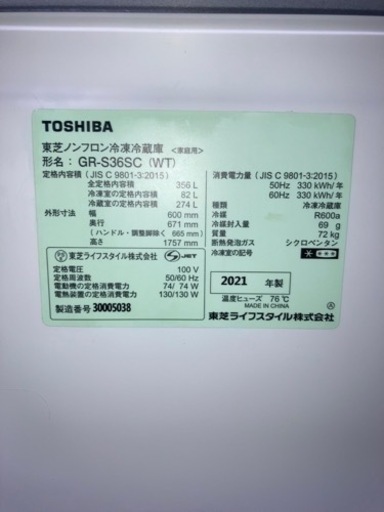 TOSHIBA
東芝ノンフロン冷凍冷蔵庫 <家庭用>
形名： GR-S36SC (WT)
定格内容積 (JIS C 9801-3:2015)
全定格内容積 356 L
冷凍室の定格内容積 82 L
冷蔵室の定格内容積 274 L
外形寸法 幅 600 mm
奥行 671 mm
(ハンドル・調整脚除く 665 mm)
高さ 1757 mm
東芝ライフスタイル株式会社 S JET
定格電圧 100 V
定格周波数 50/60 Hz
電動機の定格消費電力 74/ 74 W
電熱装置の定格消費電力 130/130 W
製造番号 30005038
消費電力量 (JIS C 9801-3:2015)
50Hz 330 kWh/年
60Hz 330 kWh/年
種類 冷凍冷蔵庫
冷媒 R600a
冷媒封入量 69 g
質量 72 kg
断熱発泡ガス シクロペンタン
冷凍室の記号
2021 年製
温度ヒューズ 76℃
MADE IN CHINA
東芝ライフスタイル株式会社